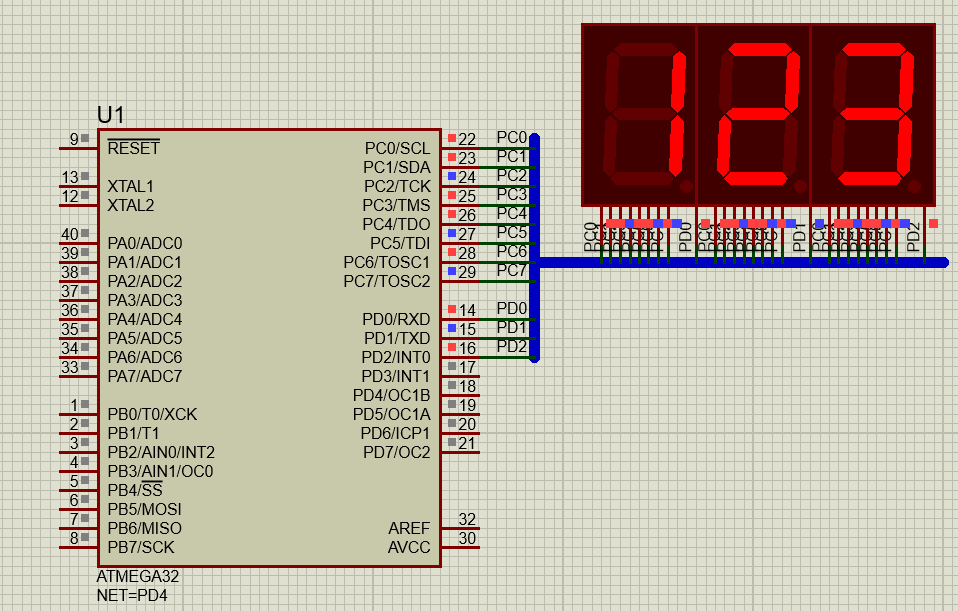 U1
9 RESET PC0/SCL 22 PC0
PC1/SDA 23 PC1
13 XTAL1 PC2/TCK 24 PC2
12 XTAL2 PC3/TMS 25 PC3
PC4/TDO 26 PC4
40 PA0/ADC0 PC5/TDI 27 PC5
39 PA1/ADC1 PC6/TOSC1 28 PC6
38 PA2/ADC2 PC7/TOSC2 29 PC7
37 PA3/ADC3
36 PA4/ADC4 PD0/RXD 14 PD0
35 PA5/ADC5 PD1/TXD 15 PD1
34 PA6/ADC6 PD2/INT0 16 PD2
33 PA7/ADC7 PD3/INT1 17
PD4/OC1B 18
1 PB0/T0/XCK PD5/OC1A 19
2 PB1/T1 PD6/ICP1 20
3 PB2/AIN0/INT2 PD7/OC2 21
4 PB3/AIN1/OC0
5 PB4/SS
6 PB5/MOSI
7 PB6/MISO AREF 32
8 PB7/SCK AVCC 30
ATMEGA32
NET=PD4
123
PC0
PD0
PD1
PD2